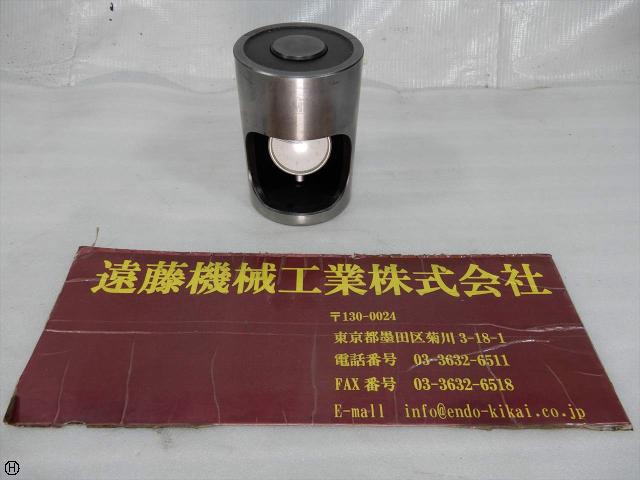 遠藤機械工業株式会社
〒130-0024
東京都墨田区菊川 3-18-1
電話番号 03-3632-6511
FAX 番号 03-3632-6518
E-mall info@endo-kikai.co.jp
H